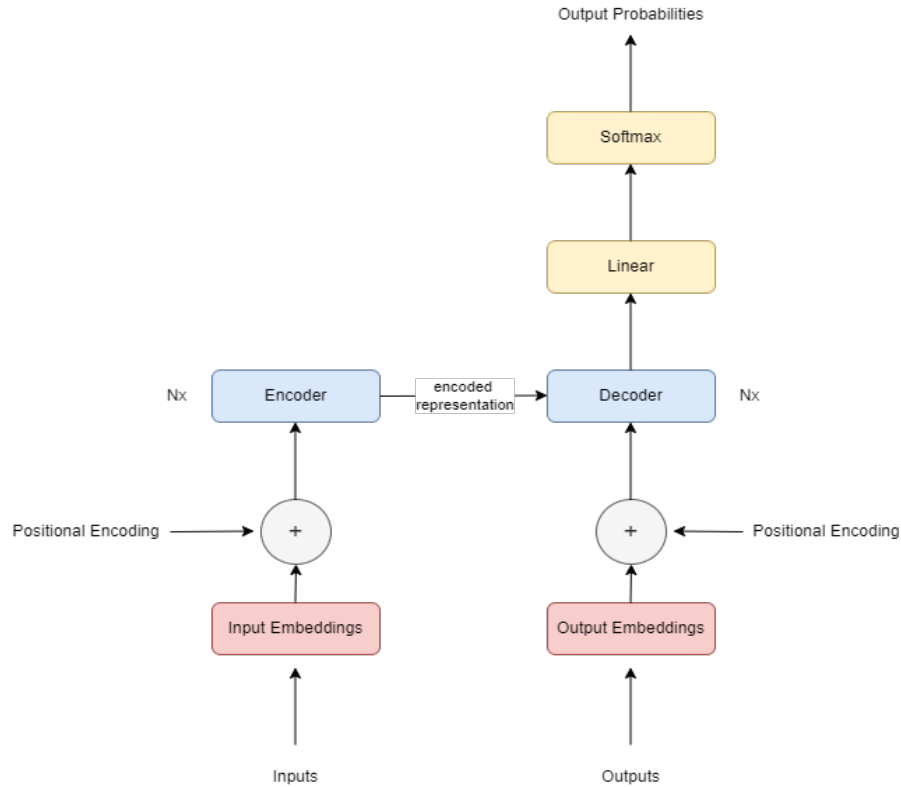 Output Probabilities
Softmax
Linear
Nx
Encoder
encoded
representation
Decoder
Nx
Positional Encoding
+
+
Positional Encoding
Input Embeddings
Output Embeddings
Inputs
Outputs